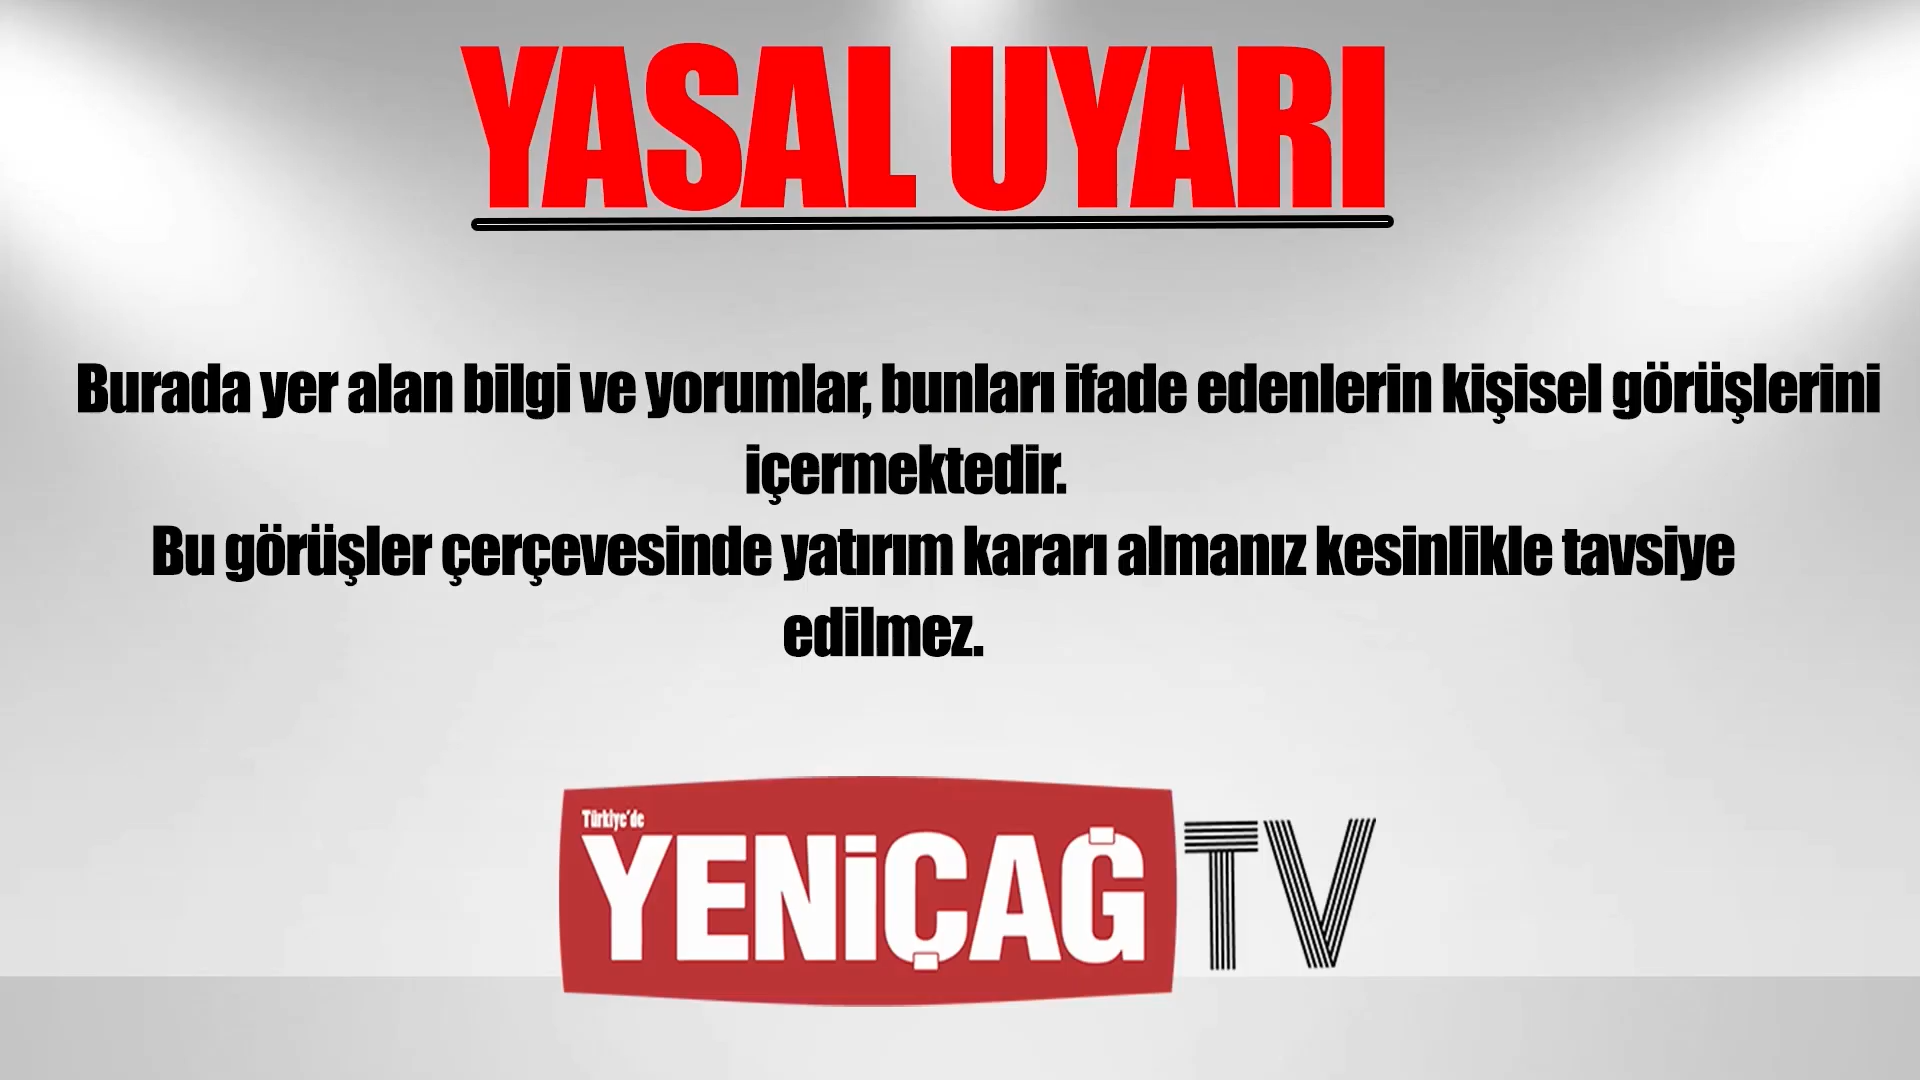 YASAL UYARI
Burada yer alan bilgi ve yorumlar, bunları ifade edenlerin kişisel görüşlerini
içermektedir.
Bu görüşler çerçevesinde yatırım kararı almanız kesinlikle tavsiye
edilmez.
Türkiye'de
YENİÇAĞ TV